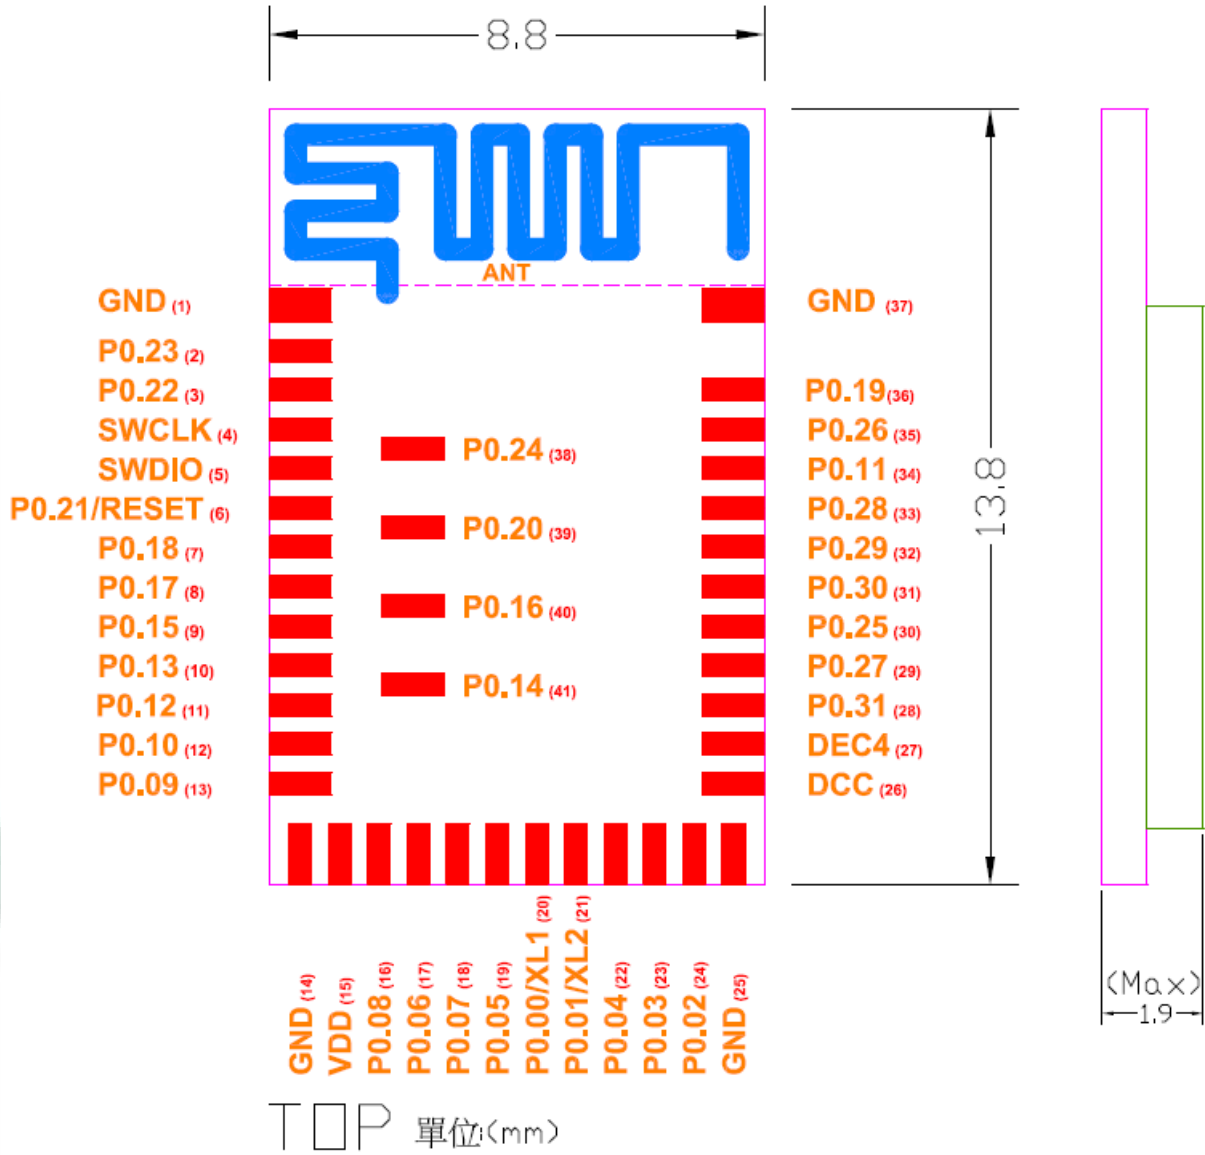 8.8
ANT
GND (1)
P0.23 (2)
P0.22 (3)
SWCLK (4)
SWDIO (5)
P0.21/RESET (6)
P0.18 (7)
P0.17 (8)
P0.15 (9)
P0.13 (10)
P0.12 (11)
P0.10 (12)
P0.09 (13)
P0.24 (38)
P0.20 (39)
P0.16 (40)
P0.14 (41)
GND (37)
P0.19 (36)
P0.26 (35)
P0.11 (34)
P0.28 (33)
P0.29 (32)
P0.30 (31)
P0.25 (30)
P0.27 (29)
P0.31 (28)
DEC4 (27)
DCC (26)
13.8
GND (14)
VDD (15)
P0.08 (16)
P0.06 (17)
P0.07 (18)
P0.05 (19)
P0.00/XL1 (20)
P0.01/XL2 (21)
P0.04 (22)
P0.03 (23)
P0.02 (24)
GND (25)
(Max)
1.9
TOP 單位:(mm)